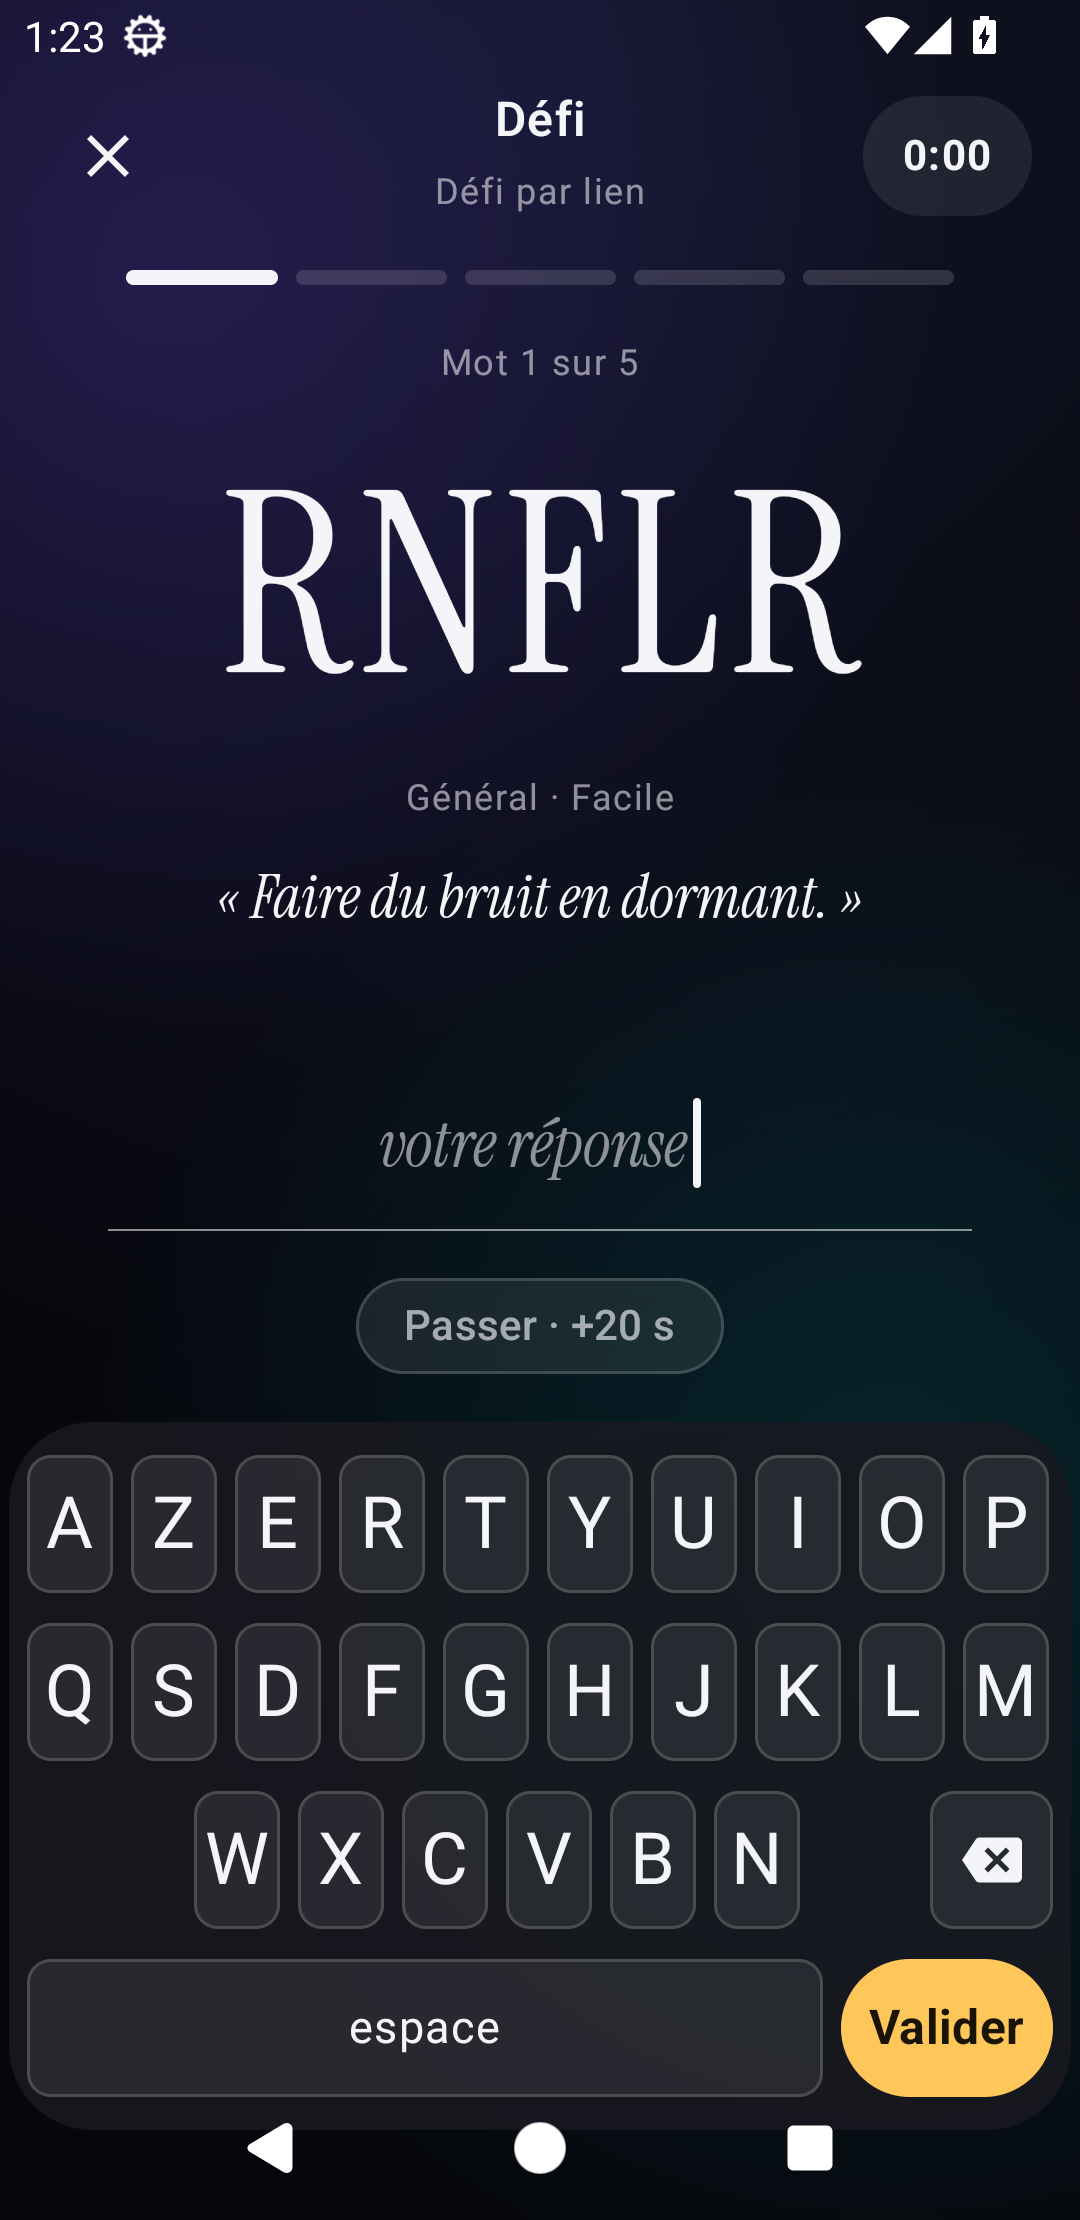 1:23
Défi
0:00
Défi par lien
Mot 1 sur 5
RNFLR
Général · Facile
« Faire du bruit en dormant. »
votre réponse
Passer · +20 s
A Z E R T Y U I O P
Q S D F G H J K L M
W X C V B N
espace
Valider